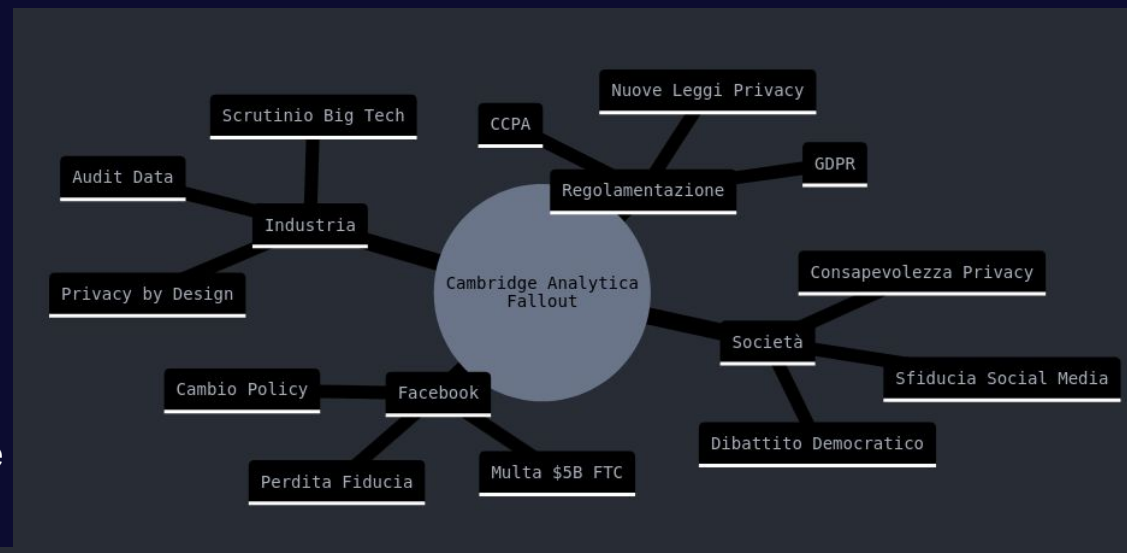 Nuove Leggi Privacy
Scrutinio Big Tech
CCPA
GDPR
Audit Data
Regolamentazione
Industria
Consapevolezza Privacy
Privacy by Design
Cambridge Analytica
Fallout
Società
Sfiducia Social Media
Cambio Policy
Facebook
Dibattito Democratico
Perdita Fiducia
Multa $5B FTC
e